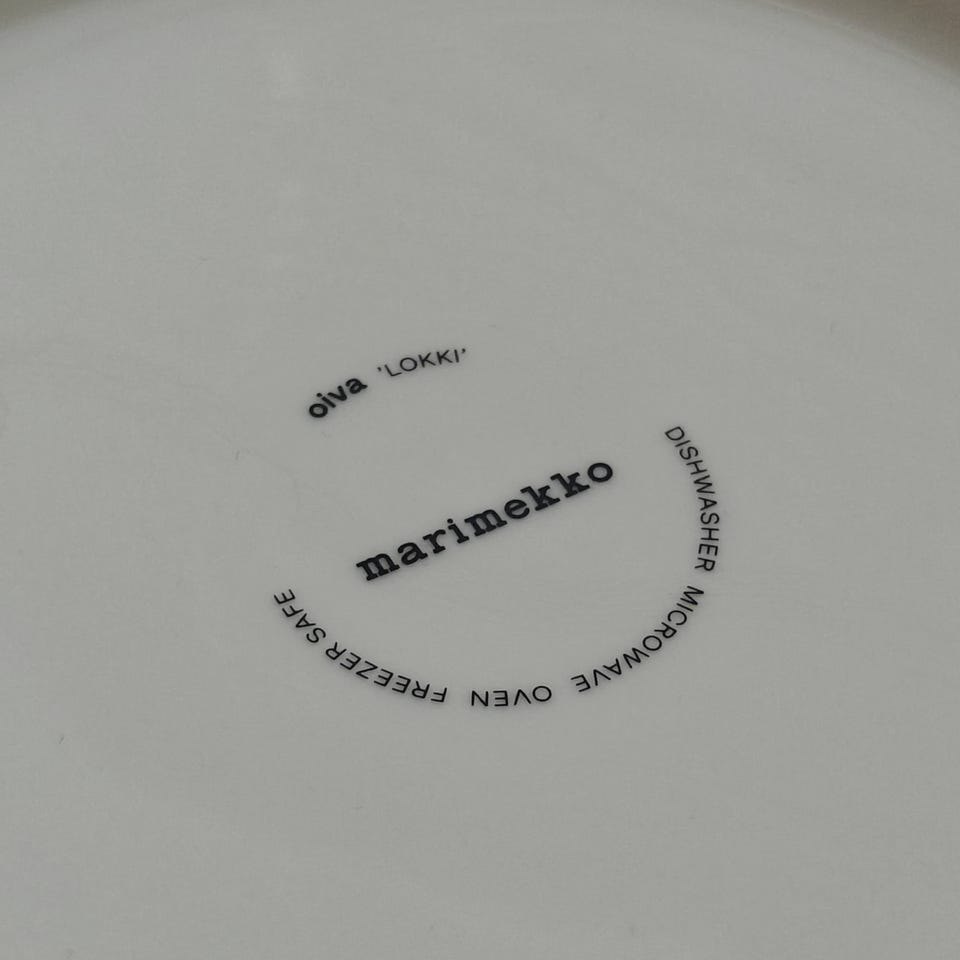 oiva 'LOKKI'
marimekko
DISHWASHER MICROWAVE OVEN FREEZER SAFE